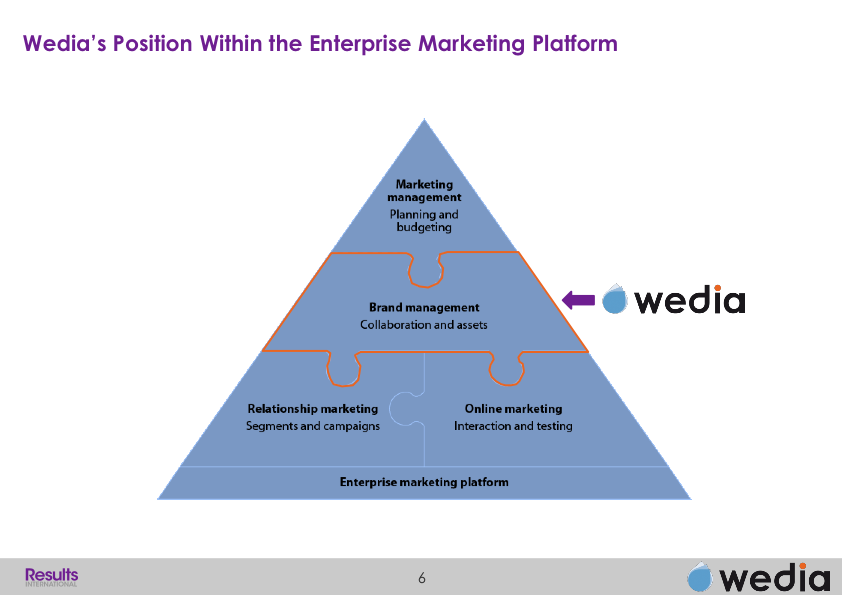 Wedia’s Position Within the Enterprise Marketing Platform
Marketing
management
Planning and
budgeting
Brand management
Collaboration and assets
wedia
Relationship marketing
Segments and campaigns
Online marketing
Interaction and testing
Enterprise marketing platform
Results
INTERNATIONAL
6
wedia